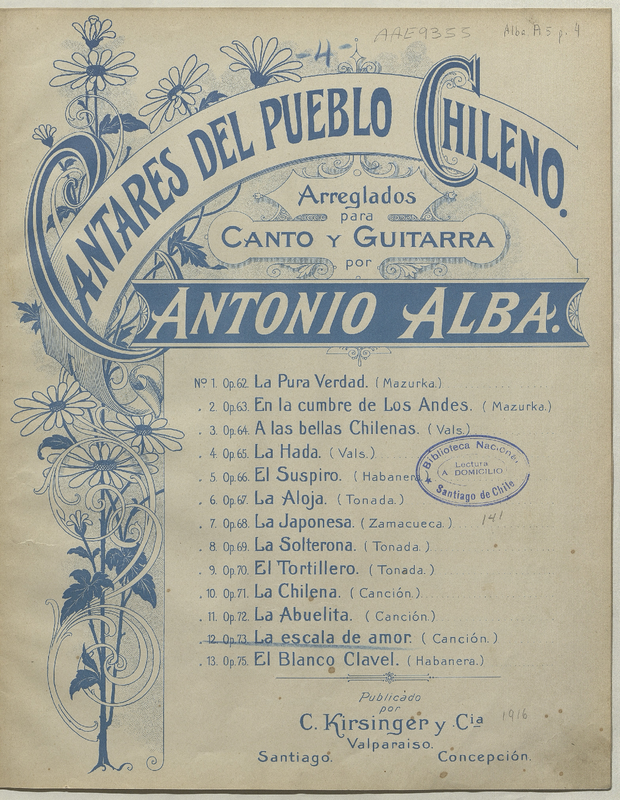 -4-
AAE9355
Alba A 5 p. 4
CANTARES DEL PUEBLO CHILENO.
Arreglados
para
CANTO Y GUITARRA
por
ANTONIO ALBA.
Nº 1. Op.62. La Pura Verdad. (Mazurka.)
„ 2. Op.63. En la cumbre de Los Andes. (Mazurka.)
„ 3. Op.64. A las bellas Chilenas. (Vals.)
„ 4. Op.65. La Hada. (Vals.)
„ 5. Op.66. El Suspiro. (Habaner
„ 6. Op.67. La Aloja. (Tonada.)
„ 7. Op.68. La Japonesa. (Zamacueca.)
„ 8. Op.69. La Solterona. (Tonada.)
„ 9. Op.70. El Tortillero. (Tonada.)
„ 10. Op.71. La Chilena. (Canción.)
„ 11. Op.72. La Abuelita. (Canción.)
„ 12. Op.73. La escala de amor. (Canción.)
„ 13. Op.75. El Blanco Clavel. (Habanera.)
Biblioteca Nacional
Lectura
A DOMICILIO
Santiago de Chile
141
Publicado
por
C. Kirsinger y Cia
1916
Valparaiso.
Santiago. Concepción.